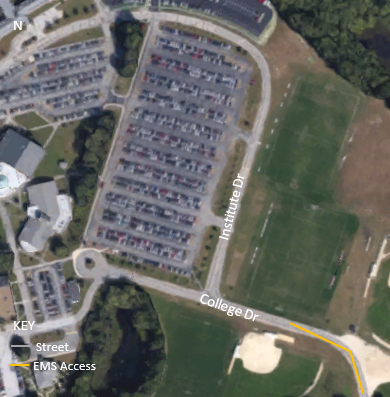 N
Institute Dr
College Dr
KEY
Street
EMS Access